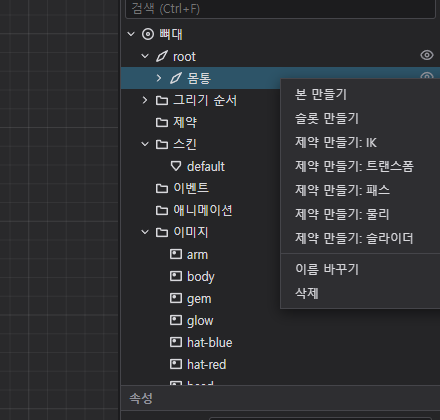 검색 (Ctrl+F)
뼈대
root
몸통
그리기 순서
제약
스킨
default
이벤트
애니메이션
이미지
arm
body
gem
glow
hat-blue
hat-red
본 만들기
슬롯 만들기
제약 만들기: IK
제약 만들기: 트랜스폼
제약 만들기: 패스
제약 만들기: 물리
제약 만들기: 슬라이더
이름 바꾸기
삭제
속성